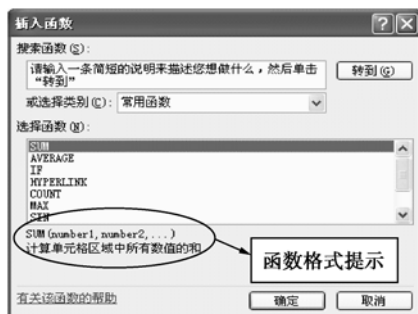 插入函数
搜索函数(S):
请输入一条简短的说明来描述您想做什么，然后单击
“转到”
转到(G)
或选择类别(C): 常用函数
选择函数(N):
SUM
AVERAGE
IF
HYPERLINK
COUNT
MAX
SIN
SUM(number1,number2,...)
计算单元格区域中所有数值的和
函数格式提示
有关该函数的帮助
确定
取消